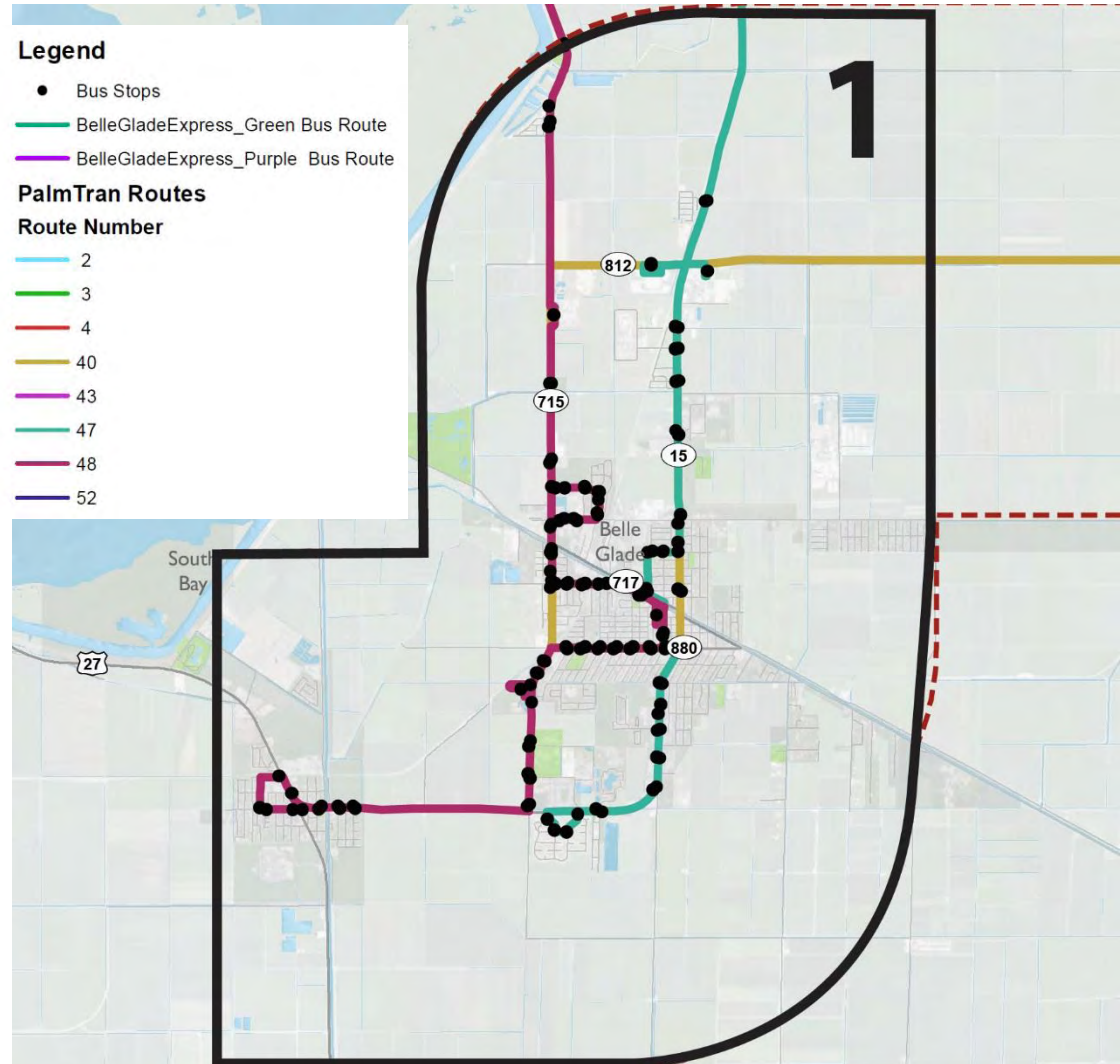 Legend
Bus Stops
BelleGladeExpress_Green Bus Route
BelleGladeExpress_Purple Bus Route
PalmTran Routes
Route Number
2
3
4
40
43
47
48
52
1
812
715
15
Belle
Glade
South
Bay
717
880
27